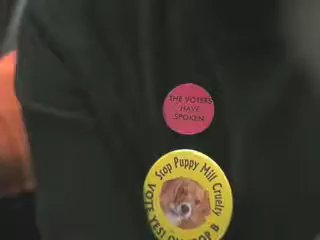 THE VOTERS
HAVE
SPOKEN
Stop Puppy Mill Cruelty
VOTE YES! ON PROP B